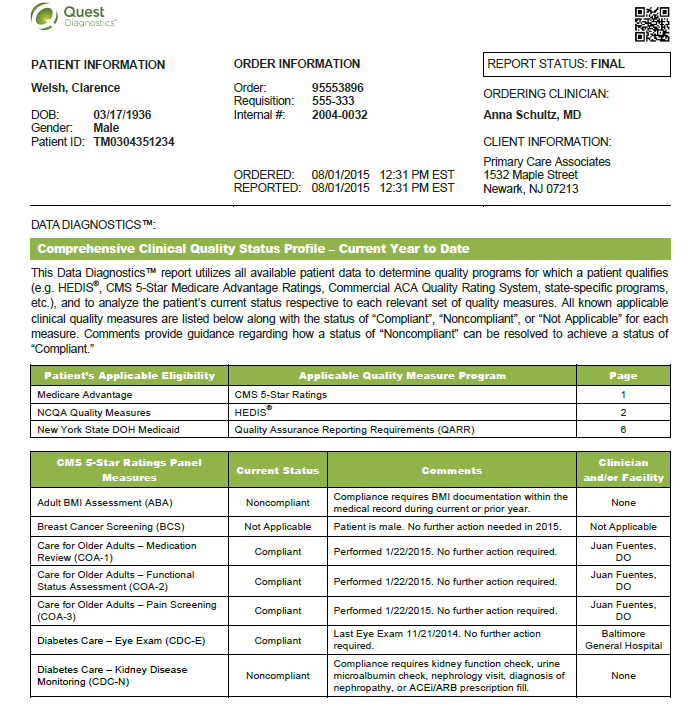 Quest
Diagnostics™
PATIENT INFORMATION
Welsh, Clarence
DOB: 03/17/1936
Gender: Male
Patient ID: TM0304351234
ORDER INFORMATION
Order: 95553896
Requisition: 555-333
Internal #: 2004-0032
ORDERED: 08/01/2015 12:31 PM EST
REPORTED: 08/01/2015 12:31 PM EST
REPORT STATUS: FINAL
ORDERING CLINICIAN:
Anna Schultz, MD
CLIENT INFORMATION:
Primary Care Associates
1532 Maple Street
Newark, NJ 07213
DATA DIAGNOSTICS™:
Comprehensive Clinical Quality Status Profile – Current Year to Date
This Data Diagnostics™ report utilizes all available patient data to determine quality programs for which a patient qualifies
(e.g. HEDIS®, CMS 5-Star Medicare Advantage Ratings, Commercial ACA Quality Rating System, state-specific programs,
etc.), and to analyze the patient's current status respective to each relevant set of quality measures. All known applicable
clinical quality measures are listed below along with the status of "Compliant", "Noncompliant", or "Not Applicable" for each
measure. Comments provide guidance regarding how a status of "Noncompliant" can be resolved to achieve a status of
"Compliant."
Patient's Applicable Eligibility Applicable Quality Measure Program Page
Medicare Advantage CMS 5-Star Ratings 1
NCQA Quality Measures HEDIS® 2
New York State DOH Medicaid Quality Assurance Reporting Requirements (QARR) 6
CMS 5-Star Ratings Panel
Measures
Current Status
Comments
Clinician
and/or Facility
Adult BMI Assessment (ABA)
Noncompliant
Compliance requires BMI documentation within the
medical record during current or prior year.
None
Breast Cancer Screening (BCS) Not Applicable Patient is male. No further action needed in 2015. Not Applicable
Care for Older Adults – Medication
Review (COA-1)
Compliant
Performed 1/22/2015. No further action required.
Juan Fuentes,
DO
Care for Older Adults – Functional
Status Assessment (COA-2)
Compliant
Performed 1/22/2015. No further action required.
Juan Fuentes,
DO
Care for Older Adults – Pain Screening
(COA-3)
Compliant
Performed 1/22/2015. No further action required.
Juan Fuentes,
DO
Diabetes Care – Eye Exam (CDC-E)
Compliant
Last Eye Exam 11/21/2014. No further action
required.
Baltimore
General Hospital
Diabetes Care – Kidney Disease
Monitoring (CDC-N)
Noncompliant
Compliance requires kidney function check, urine
microalbumin check, nephrology visit, diagnosis of
nephropathy, or ACEi/ARB prescription fill.
None